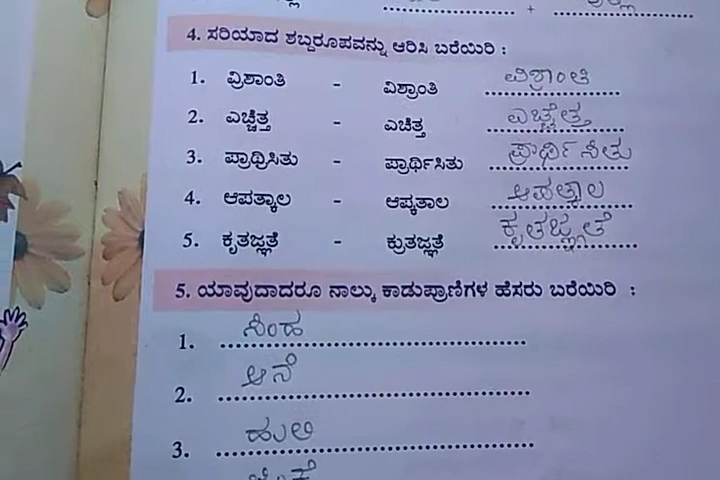 +
4. ಸರಿಯಾದ ಶಬ್ದರೂಪವನ್ನು ಆರಿಸಿ ಬರೆಯಿರಿ :
1. ವ್ರಿಶಾಂತಿ - ವಿಶ್ರಾಂತಿ ವಿಶ್ರಾಂತಿ
2. ಎಚ್ಚೆತ್ತ - ಎಚೆತ್ತ ಎಚ್ಚೆತ್ತ
3. ಪ್ರಾಥ್ರಿಸಿತು - ಪ್ರಾರ್ಥಿಸಿತು ಪ್ರಾರ್ಥಿಸಿತು
4. ಆಪತ್ಕಾಲ - ಆಪ್ಕತಾಲ ಆಪತ್ಕಾಲ
5. ಕೃತಜ್ಞತೆ - ಕ್ರುತಜ್ಞತೆ ಕೃತಜ್ಞತೆ
5. ಯಾವುದಾದರೂ ನಾಲ್ಕು ಕಾಡುಪ್ರಾಣಿಗಳ ಹೆಸರು ಬರೆಯಿರಿ :
1. ಸಿಂಹ
2. ಆನೆ
3. ಹುಲಿ